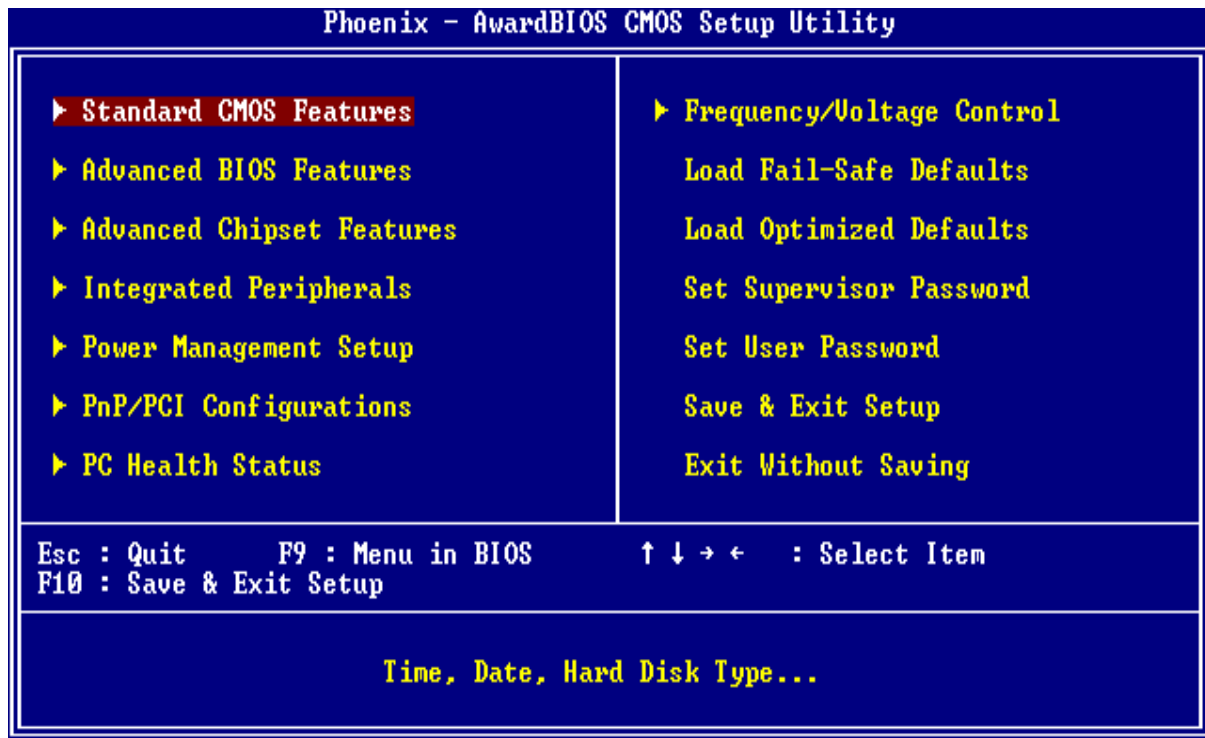 Phoenix - AwardBIOS CMOS Setup Utility
▶ Standard CMOS Features
▶ Advanced BIOS Features
▶ Advanced Chipset Features
▶ Integrated Peripherals
▶ Power Management Setup
▶ PnP/PCI Configurations
▶ PC Health Status
▶ Frequency/Voltage Control
Load Fail-Safe Defaults
Load Optimized Defaults
Set Supervisor Password
Set User Password
Save & Exit Setup
Exit Without Saving
Esc : Quit F9 : Menu in BIOS ↑ ↓ → ← : Select Item
F10 : Save & Exit Setup
Time, Date, Hard Disk Type...